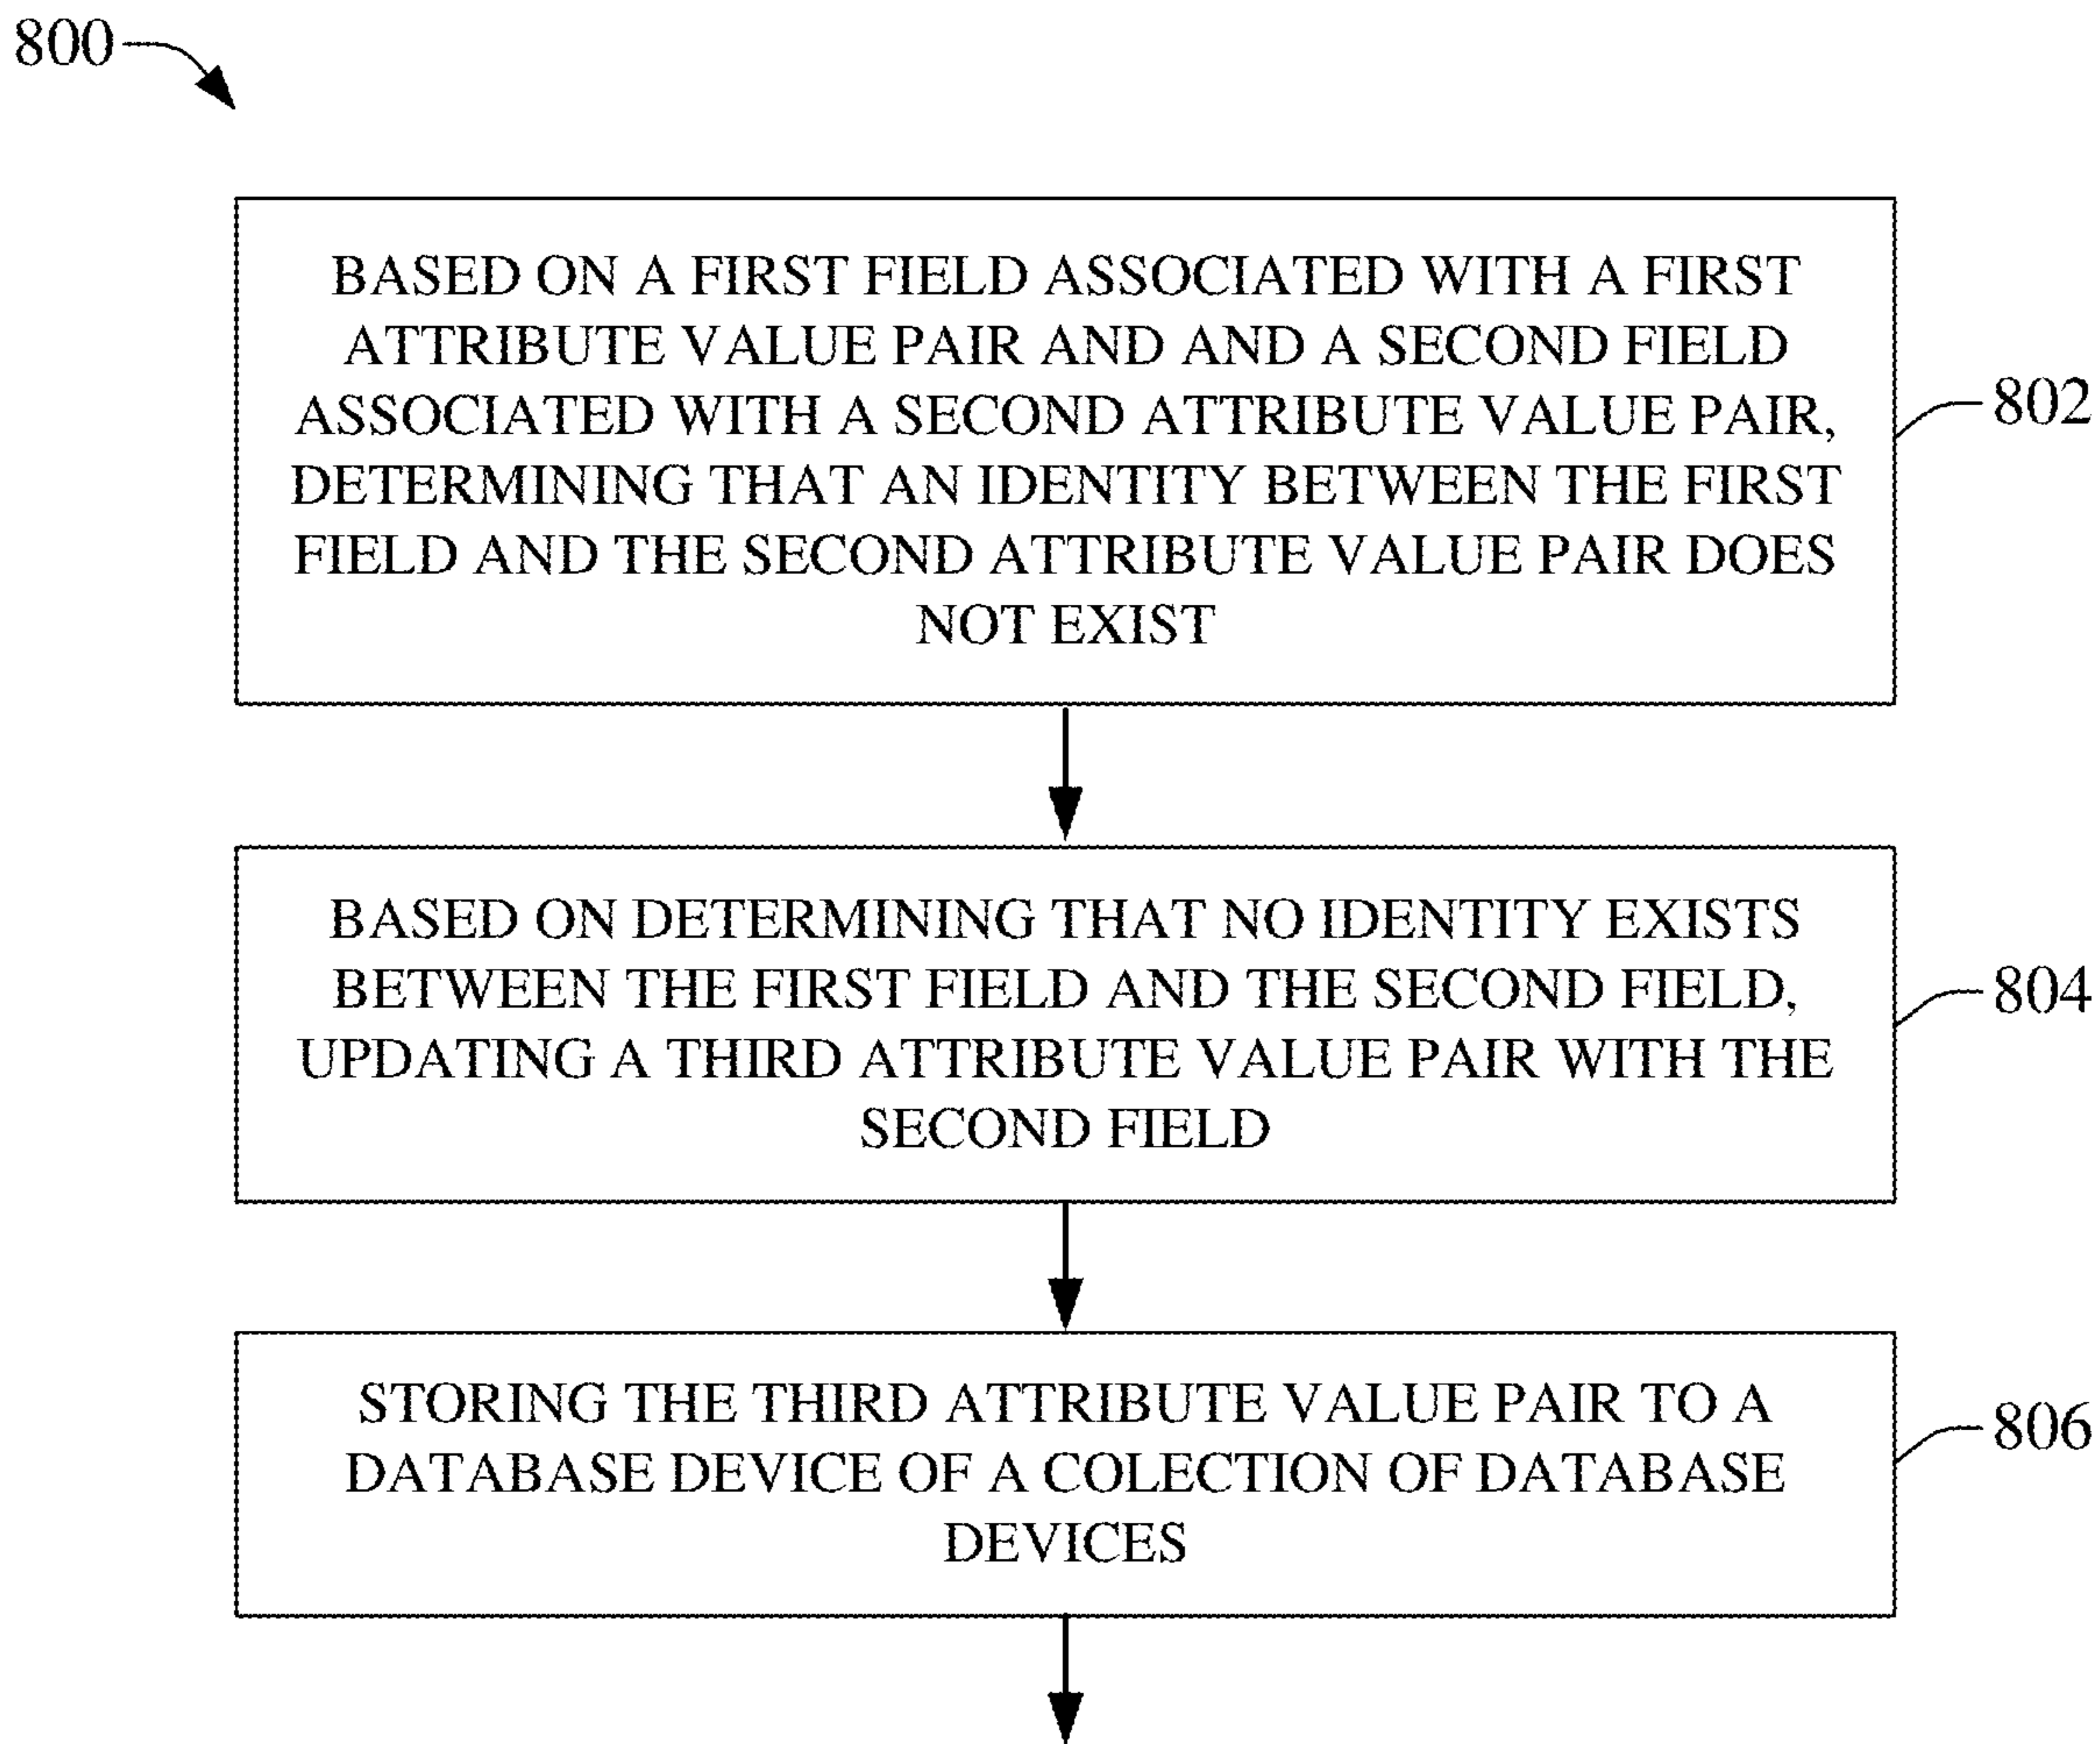 800
BASED ON A FIRST FIELD ASSOCIATED WITH A FIRST
ATTRIBUTE VALUE PAIR AND AND A SECOND FIELD
ASSOCIATED WITH A SECOND ATTRIBUTE VALUE PAIR,
DETERMINING THAT AN IDENTITY BETWEEN THE FIRST
FIELD AND THE SECOND ATTRIBUTE VALUE PAIR DOES
NOT EXIST
802
BASED ON DETERMINING THAT NO IDENTITY EXISTS
BETWEEN THE FIRST FIELD AND THE SECOND FIELD,
UPDATING A THIRD ATTRIBUTE VALUE PAIR WITH THE
SECOND FIELD
804
STORING THE THIRD ATTRIBUTE VALUE PAIR TO A
DATABASE DEVICE OF A COLECTION OF DATABASE
DEVICES
806